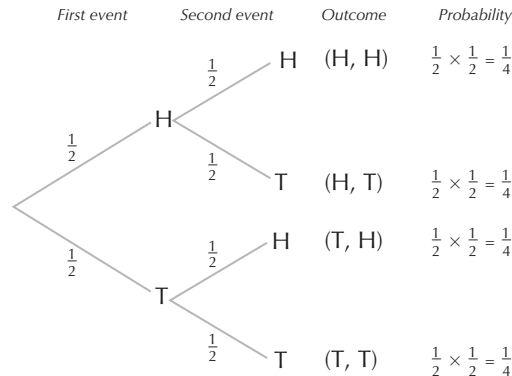 First event Second event Outcome Probability
1/2 H (H, H) 1/2 × 1/2 = 1/4
1/2 H
1/2 T (H, T) 1/2 × 1/2 = 1/4
1/2 H (T, H) 1/2 × 1/2 = 1/4
1/2 T
1/2 T (T, T) 1/2 × 1/2 = 1/4